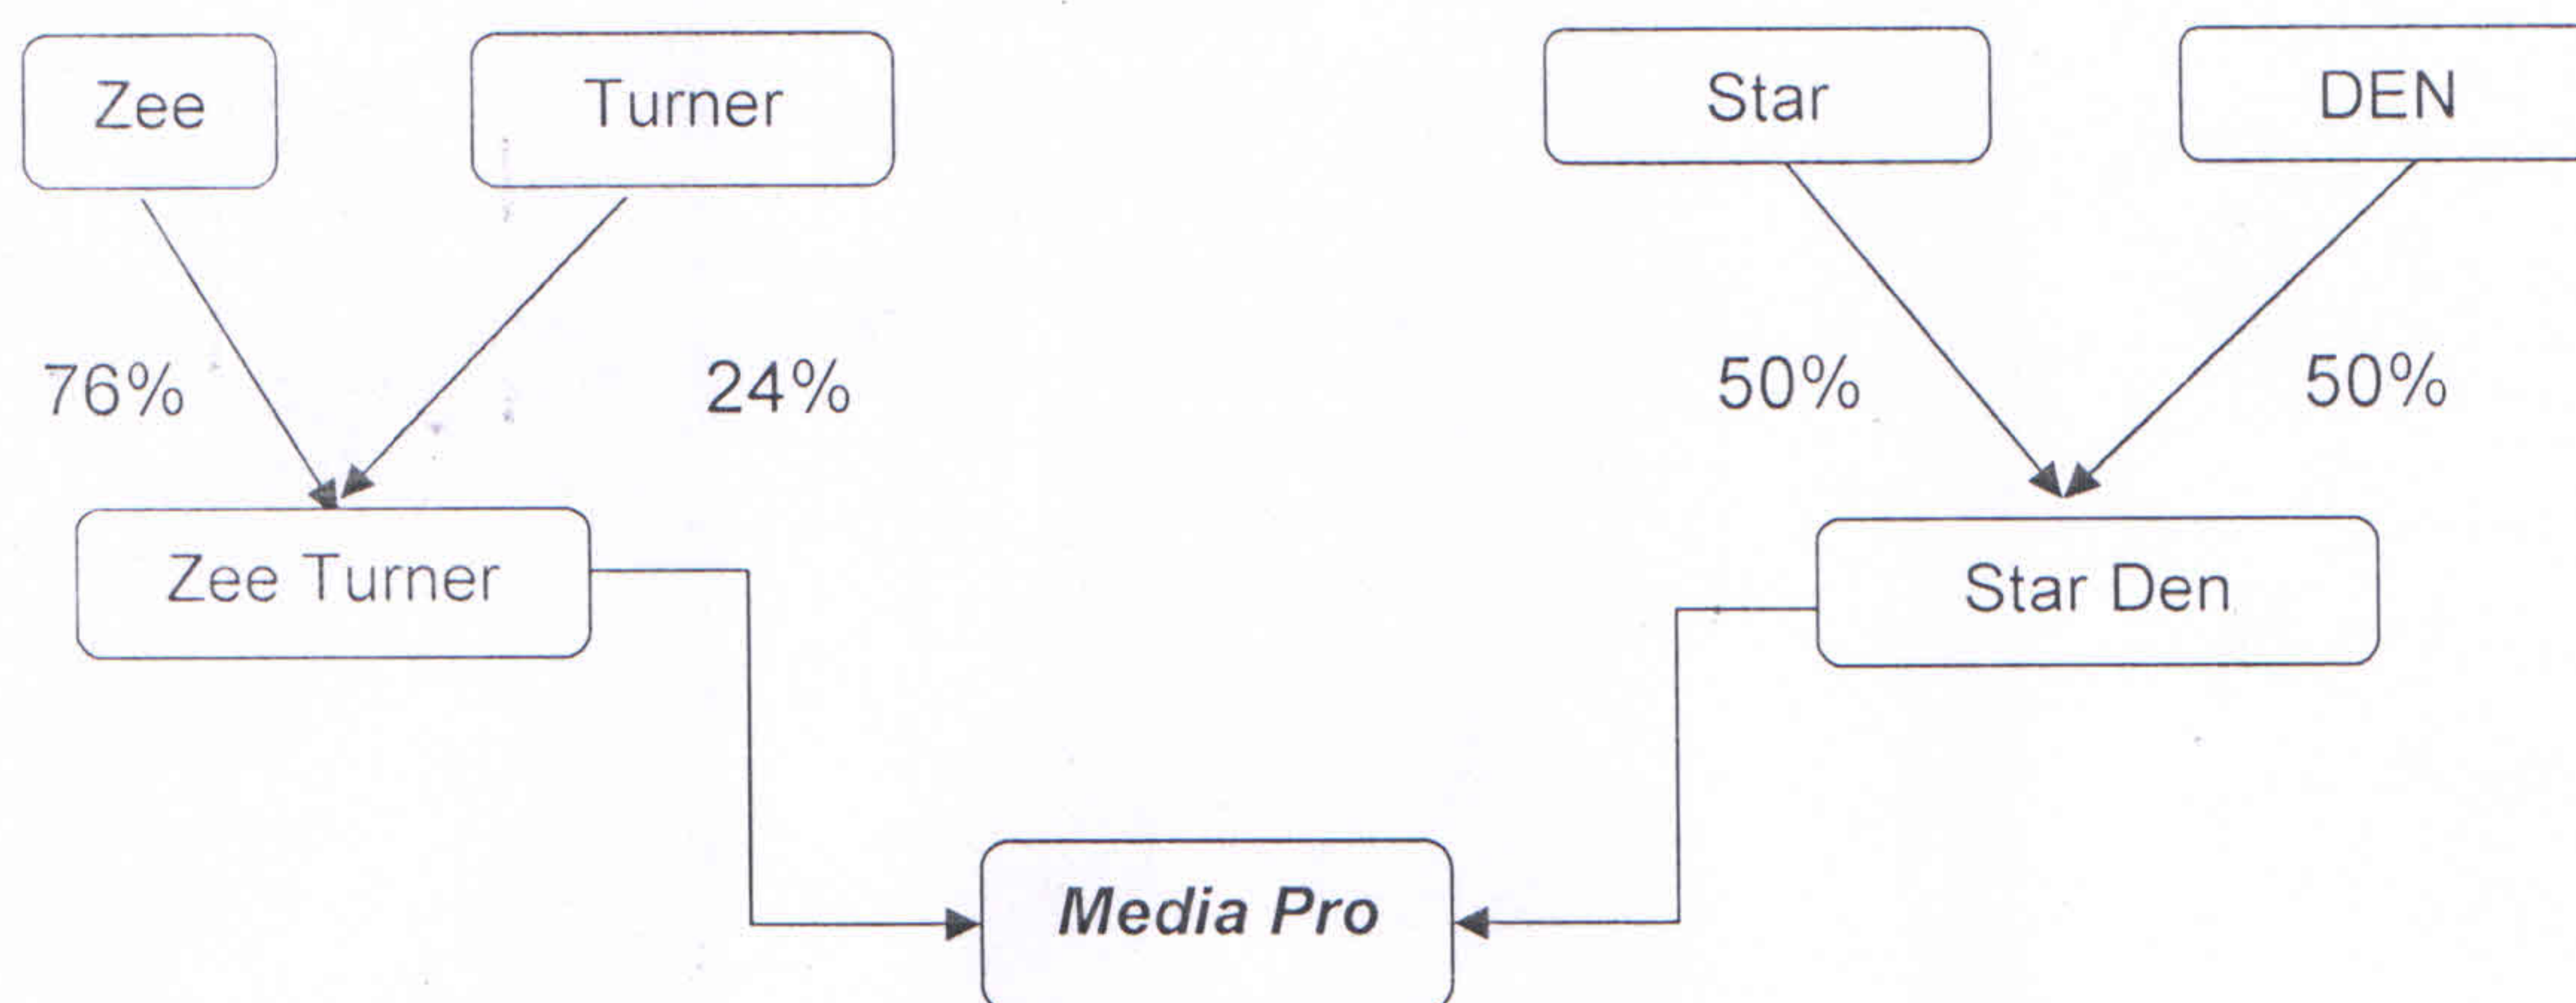 Zee
Turner
Star
DEN
76%
24%
50%
50%
Zee Turner
Star Den
Media Pro